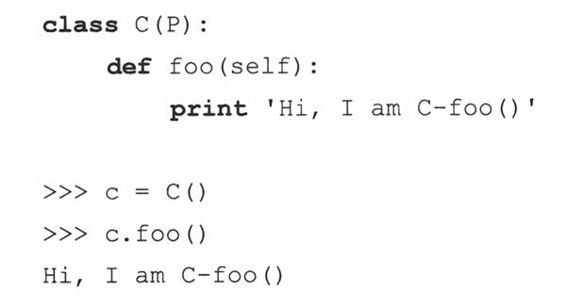 class C(P):
    def foo(self):
        print 'Hi, I am C-foo()'
>>> c = C()
>>> c.foo()
Hi, I am C-foo()